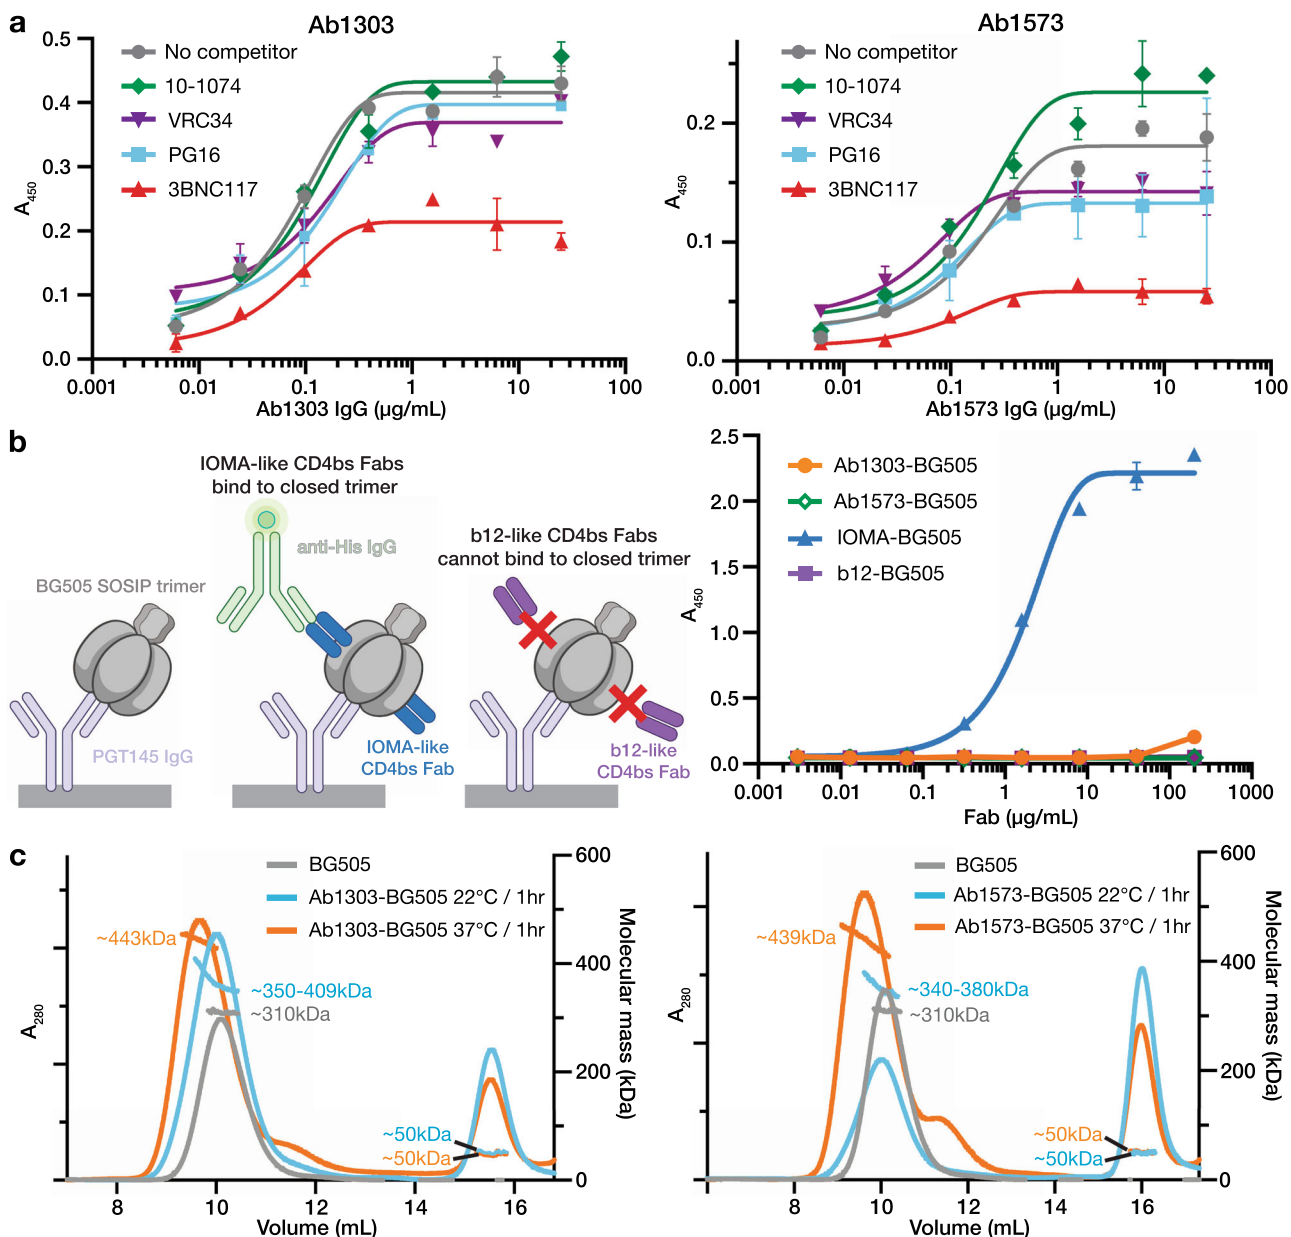 a
Ab1303
No competitor
10-1074
VRC34
PG16
3BNC117
0.5
0.4
0.3
0.2
0.1
0.0
A450
0.001
0.01
0.1
1
10
100
Ab1303 IgG (µg/mL)
Ab1573
No competitor
10-1074
VRC34
PG16
3BNC117
0.2
0.1
0.0
A450
0.001
0.01
0.1
1
10
100
Ab1573 IgG (µg/mL)
b
IOMA-like CD4bs Fabs
bind to closed trimer
anti-His IgG
b12-like CD4bs Fabs
cannot bind to closed trimer
BG505 SOSIP trimer
PGT145 IgG
IOMA-like
CD4bs Fab
b12-like
CD4bs Fab
2.5
2.0
1.5
1.0
0.5
0.0
A450
Ab1303-BG505
Ab1573-BG505
IOMA-BG505
b12-BG505
0.001
0.01
0.1
1
10
100
1000
Fab (µg/mL)
c
BG505
Ab1303-BG505 22°C / 1hr
Ab1303-BG505 37°C / 1hr
~443kDa
~350-409kDa
~310kDa
~50kDa
~50kDa
A280
600
400
200
0
Molecular mass (kDa)
8
10
12
14
16
Volume (mL)
BG505
Ab1573-BG505 22°C / 1hr
Ab1573-BG505 37°C / 1hr
~439kDa
~340-380kDa
~310kDa
~50kDa
~50kDa
A280
600
400
200
0
Molecular mass (kDa)
8
10
12
14
16
Volume (mL)